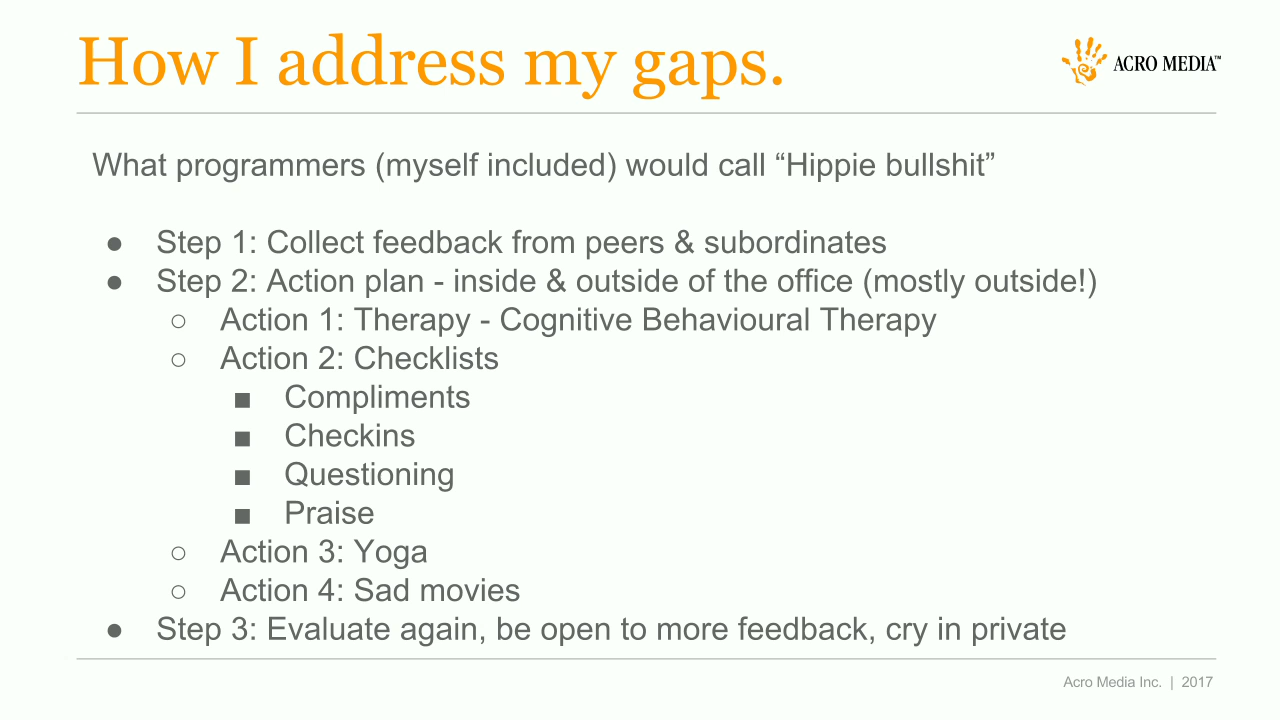 How I address my gaps.
ACRO MEDIA™
What programmers (myself included) would call “Hippie bullshit”
● Step 1: Collect feedback from peers & subordinates
● Step 2: Action plan - inside & outside of the office (mostly outside!)
○ Action 1: Therapy - Cognitive Behavioural Therapy
○ Action 2: Checklists
■ Compliments
■ Checkins
■ Questioning
■ Praise
○ Action 3: Yoga
○ Action 4: Sad movies
● Step 3: Evaluate again, be open to more feedback, cry in private
Acro Media Inc. | 2017